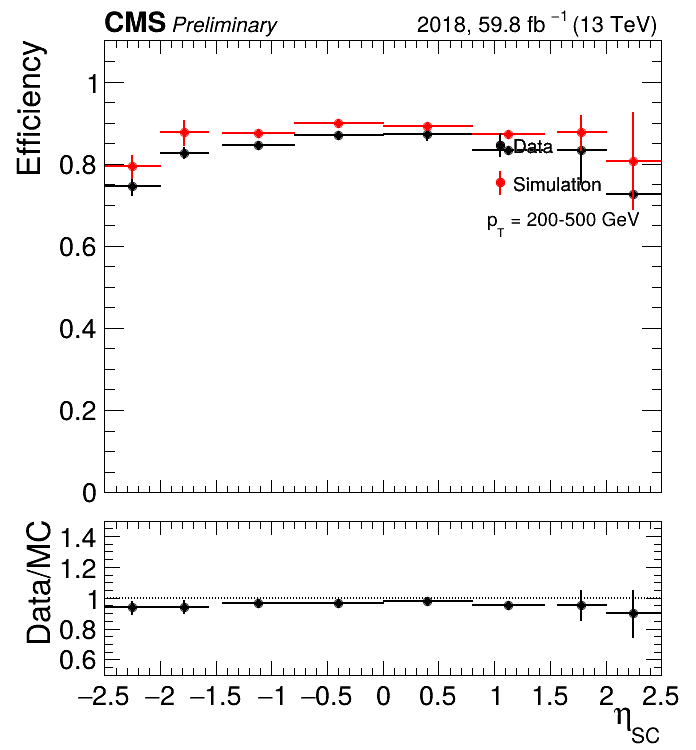 CMS Preliminary 2018, 59.8 fb⁻¹ (13 TeV)
Efficiency
1
0.8
0.6
0.4
0.2
0
Data
Simulation
p_T = 200-500 GeV
Data/MC
1.4
1.2
1
0.8
0.6
−2.5 −2 −1.5 −1 −0.5 0 0.5 1 1.5 2 2.5
η_SC